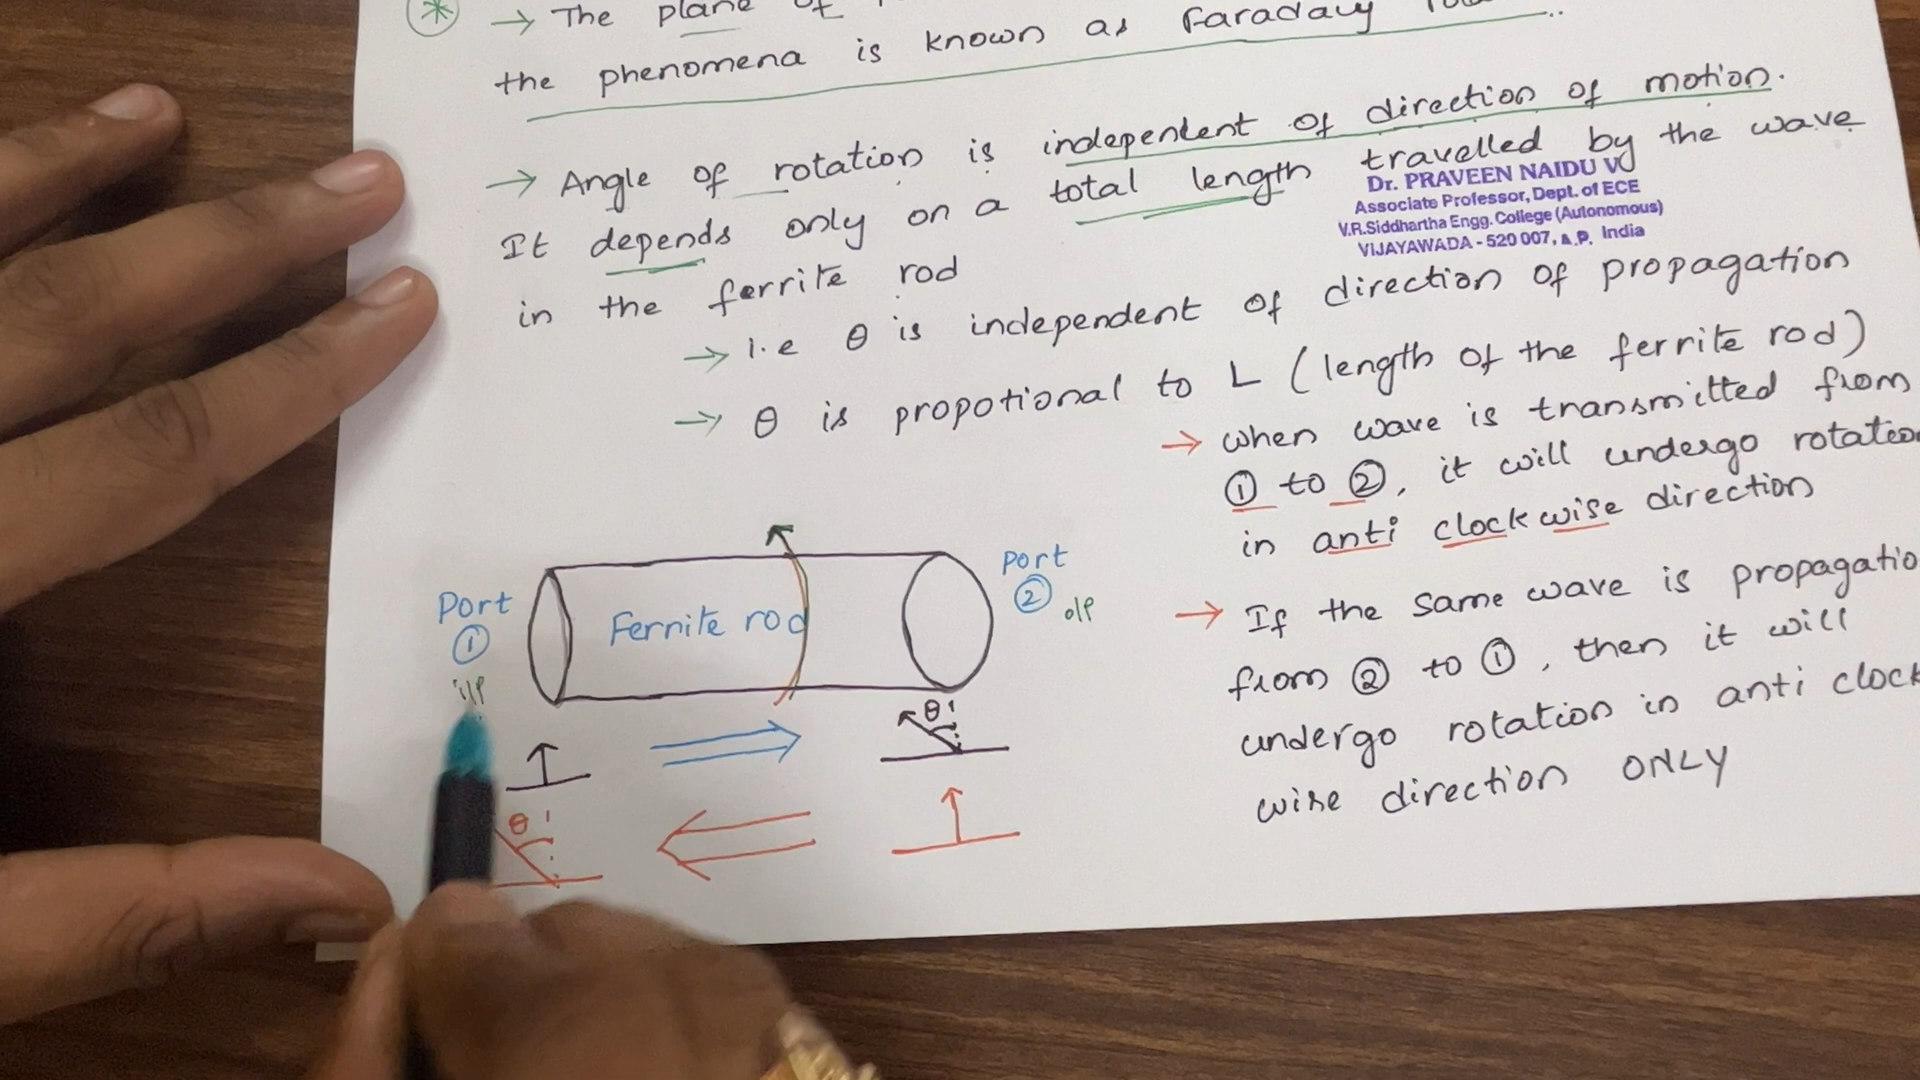 → The plane of
the phenomena is known as Faraday
→ Angle of rotation is independent of direction of motion.
It depends only on a total length travelled by the wave
in the ferrite rod
Dr. PRAVEEN NAIDU V
Associate Professor, Dept. of ECE
V.R.Siddhartha Engg. College (Autonomous)
VIJAYAWADA - 520 007, A.P. India
→ i.e θ is independent of direction of propagation
→ θ is propotional to L (length of the ferrite rod)
→ when wave is transmitted from
① to ②, it will undergo rotation
in anti clockwise direction
→ If the same wave is propagatio
from ② to ①, then it will
undergo rotation in anti clock
wise direction ONLY
Port
①
i/p
Ferrite rod
Port
②
o/p
θ
θ